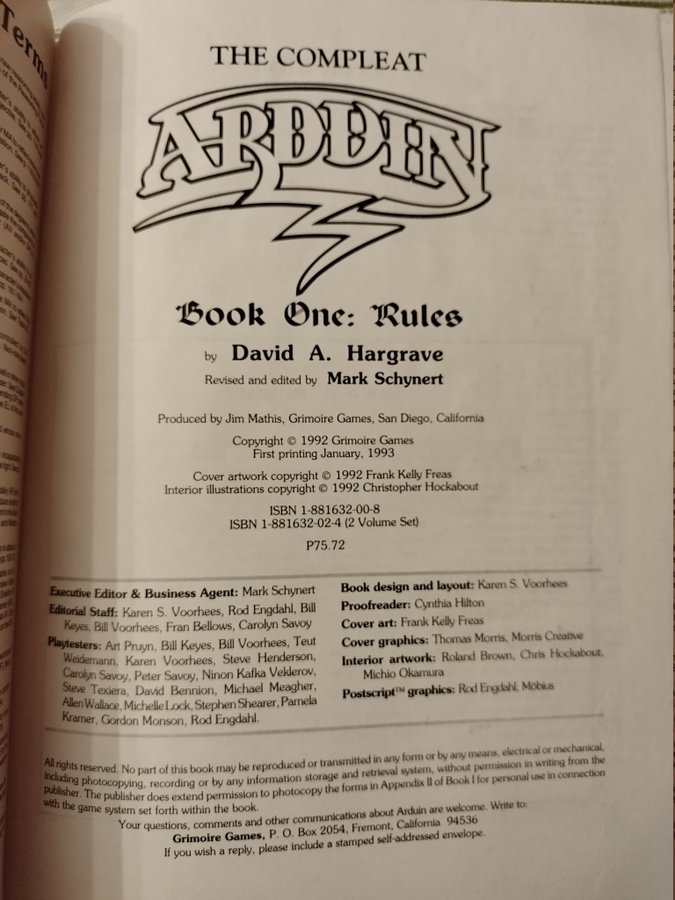 Terms
THE COMPLEAT
ARDUIN
Book One: Rules
by David A. Hargrave
Revised and edited by Mark Schynert
Produced by Jim Mathis, Grimoire Games, San Diego, California
Copyright © 1992 Grimoire Games
First printing January, 1993
Cover artwork copyright © 1992 Frank Kelly Freas
Interior illustrations copyright © 1992 Christopher Hockabout
ISBN 1-881632-00-8
ISBN 1-881632-02-4 (2 Volume Set)
P75.72
Executive Editor & Business Agent: Mark Schynert
Editorial Staff: Karen S. Voorhees, Rod Engdahl, Bill
Keyes, Bill Voorhees, Fran Bellows, Carolyn Savoy
Playtesters: Art Pruyn, Bill Keyes, Bill Voorhees, Teut
Weidemann, Karen Voorhees, Steve Henderson,
Carolyn Savoy, Peter Savoy, Ninon Kafka Veklerov,
Steve Texiera, David Bennion, Michael Meagher,
Allen Wallace, Michelle Lock, Stephen Shearer, Pamela
Kramer, Gordon Monson, Rod Engdahl.
Book design and layout: Karen S. Voorhees
Proofreader: Cynthia Hilton
Cover art: Frank Kelly Freas
Cover graphics: Thomas Morris, Morris Creative
Interior artwork: Roland Brown, Chris Hockabout,
Michio Okamura
Postscript™ graphics: Rod Engdahl, Möbius
All rights reserved. No part of this book may be reproduced or transmitted in any form or by any means, electrical or mechanical,
including photocopying, recording or by any information storage and retrieval system, without permission in writing from the
publisher. The publisher does extend permission to photocopy the forms in Appendix II of Book I for personal use in connection
with the game system set forth within the book.
Your questions, comments and other communications about Arduin are welcome. Write to:
Grimoire Games, P. O. Box 2054, Fremont, California 94536
If you wish a reply, please include a stamped self-addressed envelope.